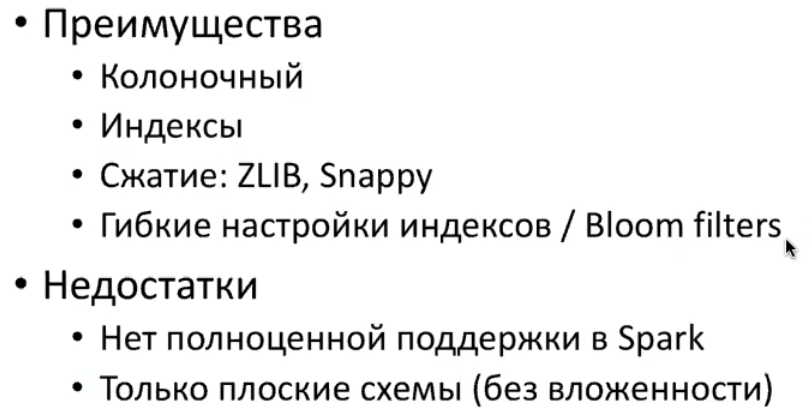 • Преимущества
• Колоночный
• Индексы
• Сжатие: ZLIB, Snappy
• Гибкие настройки индексов / Bloom filters
• Недостатки
• Нет полноценной поддержки в Spark
• Только плоские схемы (без вложенности)